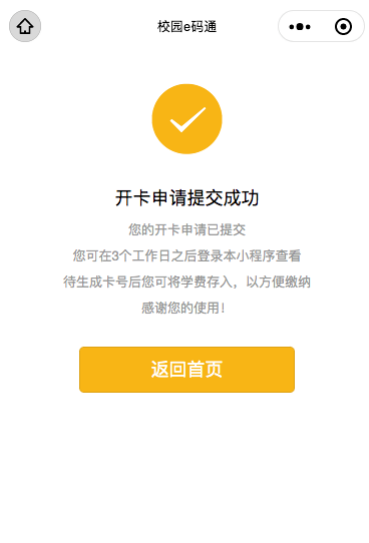 校园e码通
开卡申请提交成功
您的开卡申请已提交
您可在3个工作日之后登录本小程序查看
待生成卡号后您可将学费存入，以方便缴纳
感谢您的使用！
返回首页